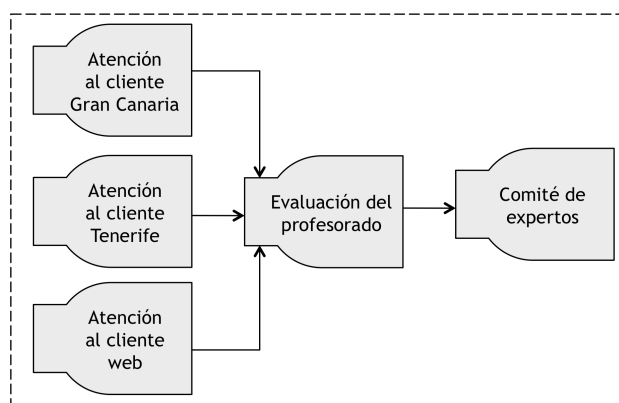 Atención
al cliente
Gran Canaria
Atención
al cliente
Tenerife
Atención
al cliente
web
Evaluación del
profesorado
Comité de
expertos